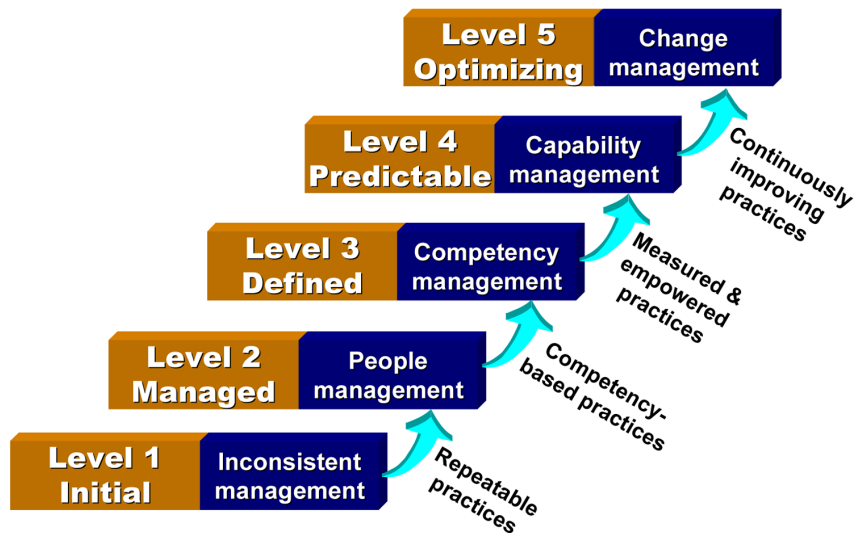 Level 5
Optimizing
Change
management
Continuously
improving
practices
Level 4
Predictable
Capability
management
Measured &
empowered
practices
Level 3
Defined
Competency
management
Competency-
based practices
Level 2
Managed
People
management
Repeatable
practices
Level 1
Initial
Inconsistent
management